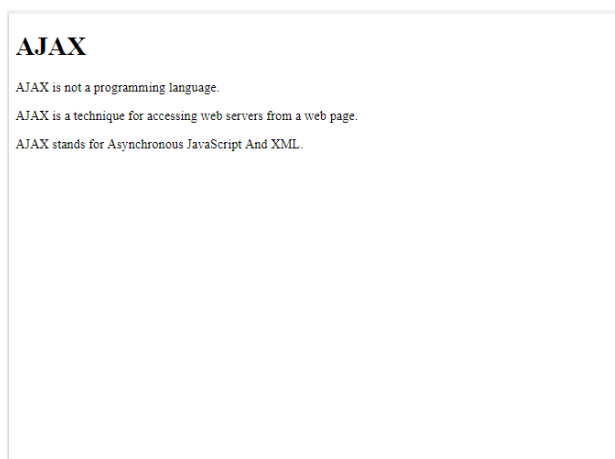 AJAX
AJAX is not a programming language.
AJAX is a technique for accessing web servers from a web page.
AJAX stands for Asynchronous JavaScript And XML.